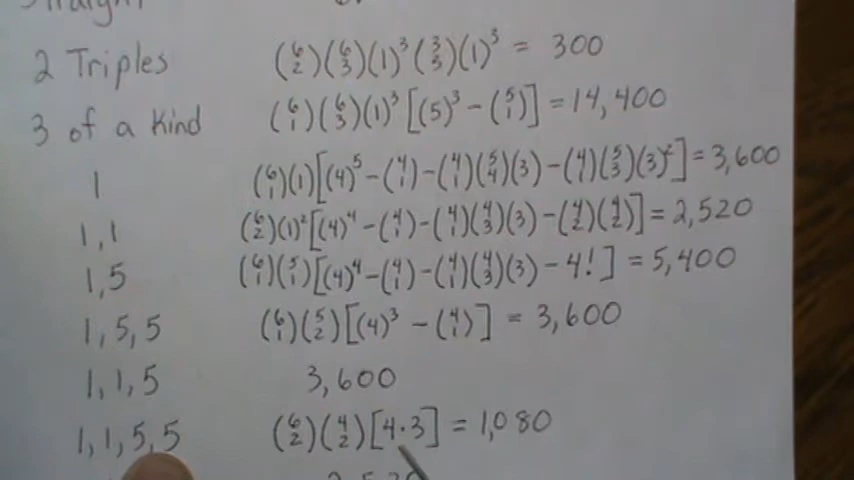 Straight
2 Triples (6 2)(6 3)(1)³(3 3)(1)³ = 300
3 of a Kind (6 1)(6 3)(1)³[(5)³ - (5 1)] = 14,400
1 (6 1)(1)[(4)⁵ - (4 1) - (4 1)(5 4)(3) - (4 1)(5 3)(3)²] = 3,600
1,1 (6 2)(1)²[(4)⁴ - (4 1) - (4 1)(4 3)(3) - (4 2)(4 2)] = 2,520
1,5 (6 1)(5 1)[(4)⁴ - (4 1) - (4 1)(4 3)(3) - 4!] = 5,400
1,5,5 (6 1)(5 2)[(4)³ - (4 1)] = 3,600
1,1,5 3,600
1,1,5,5 (6 2)(4 2)[4·3] = 1,080